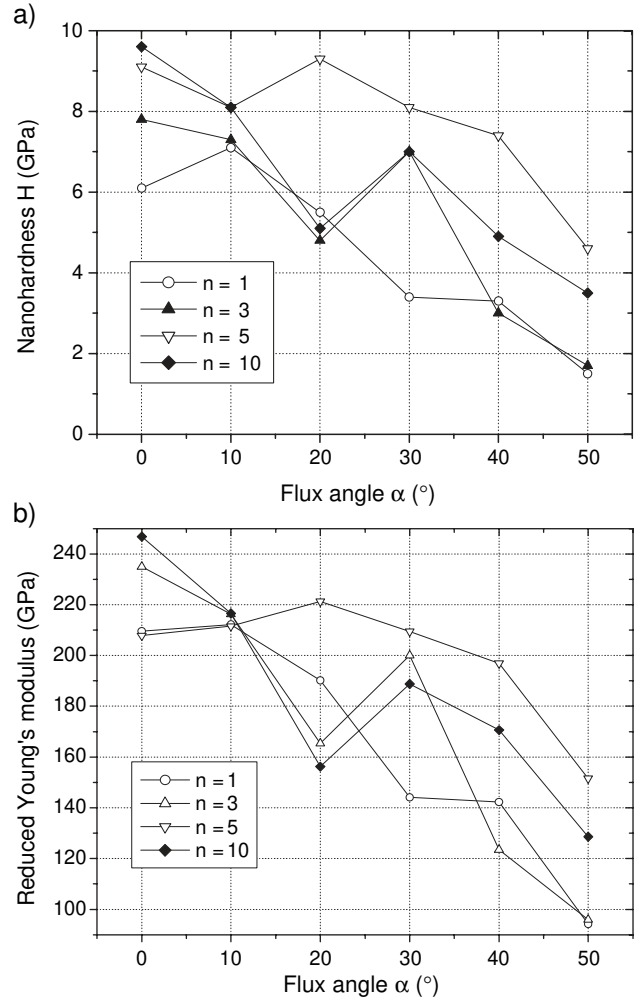 a)
10
8
6
4
2
0
Nanohardness H (GPa)
n = 1
n = 3
n = 5
n = 10
0 10 20 30 40 50
Flux angle α (°)
b)
240
220
200
180
160
140
120
100
Reduced Young's modulus (GPa)
n = 1
n = 3
n = 5
n = 10
0 10 20 30 40 50
Flux angle α (°)